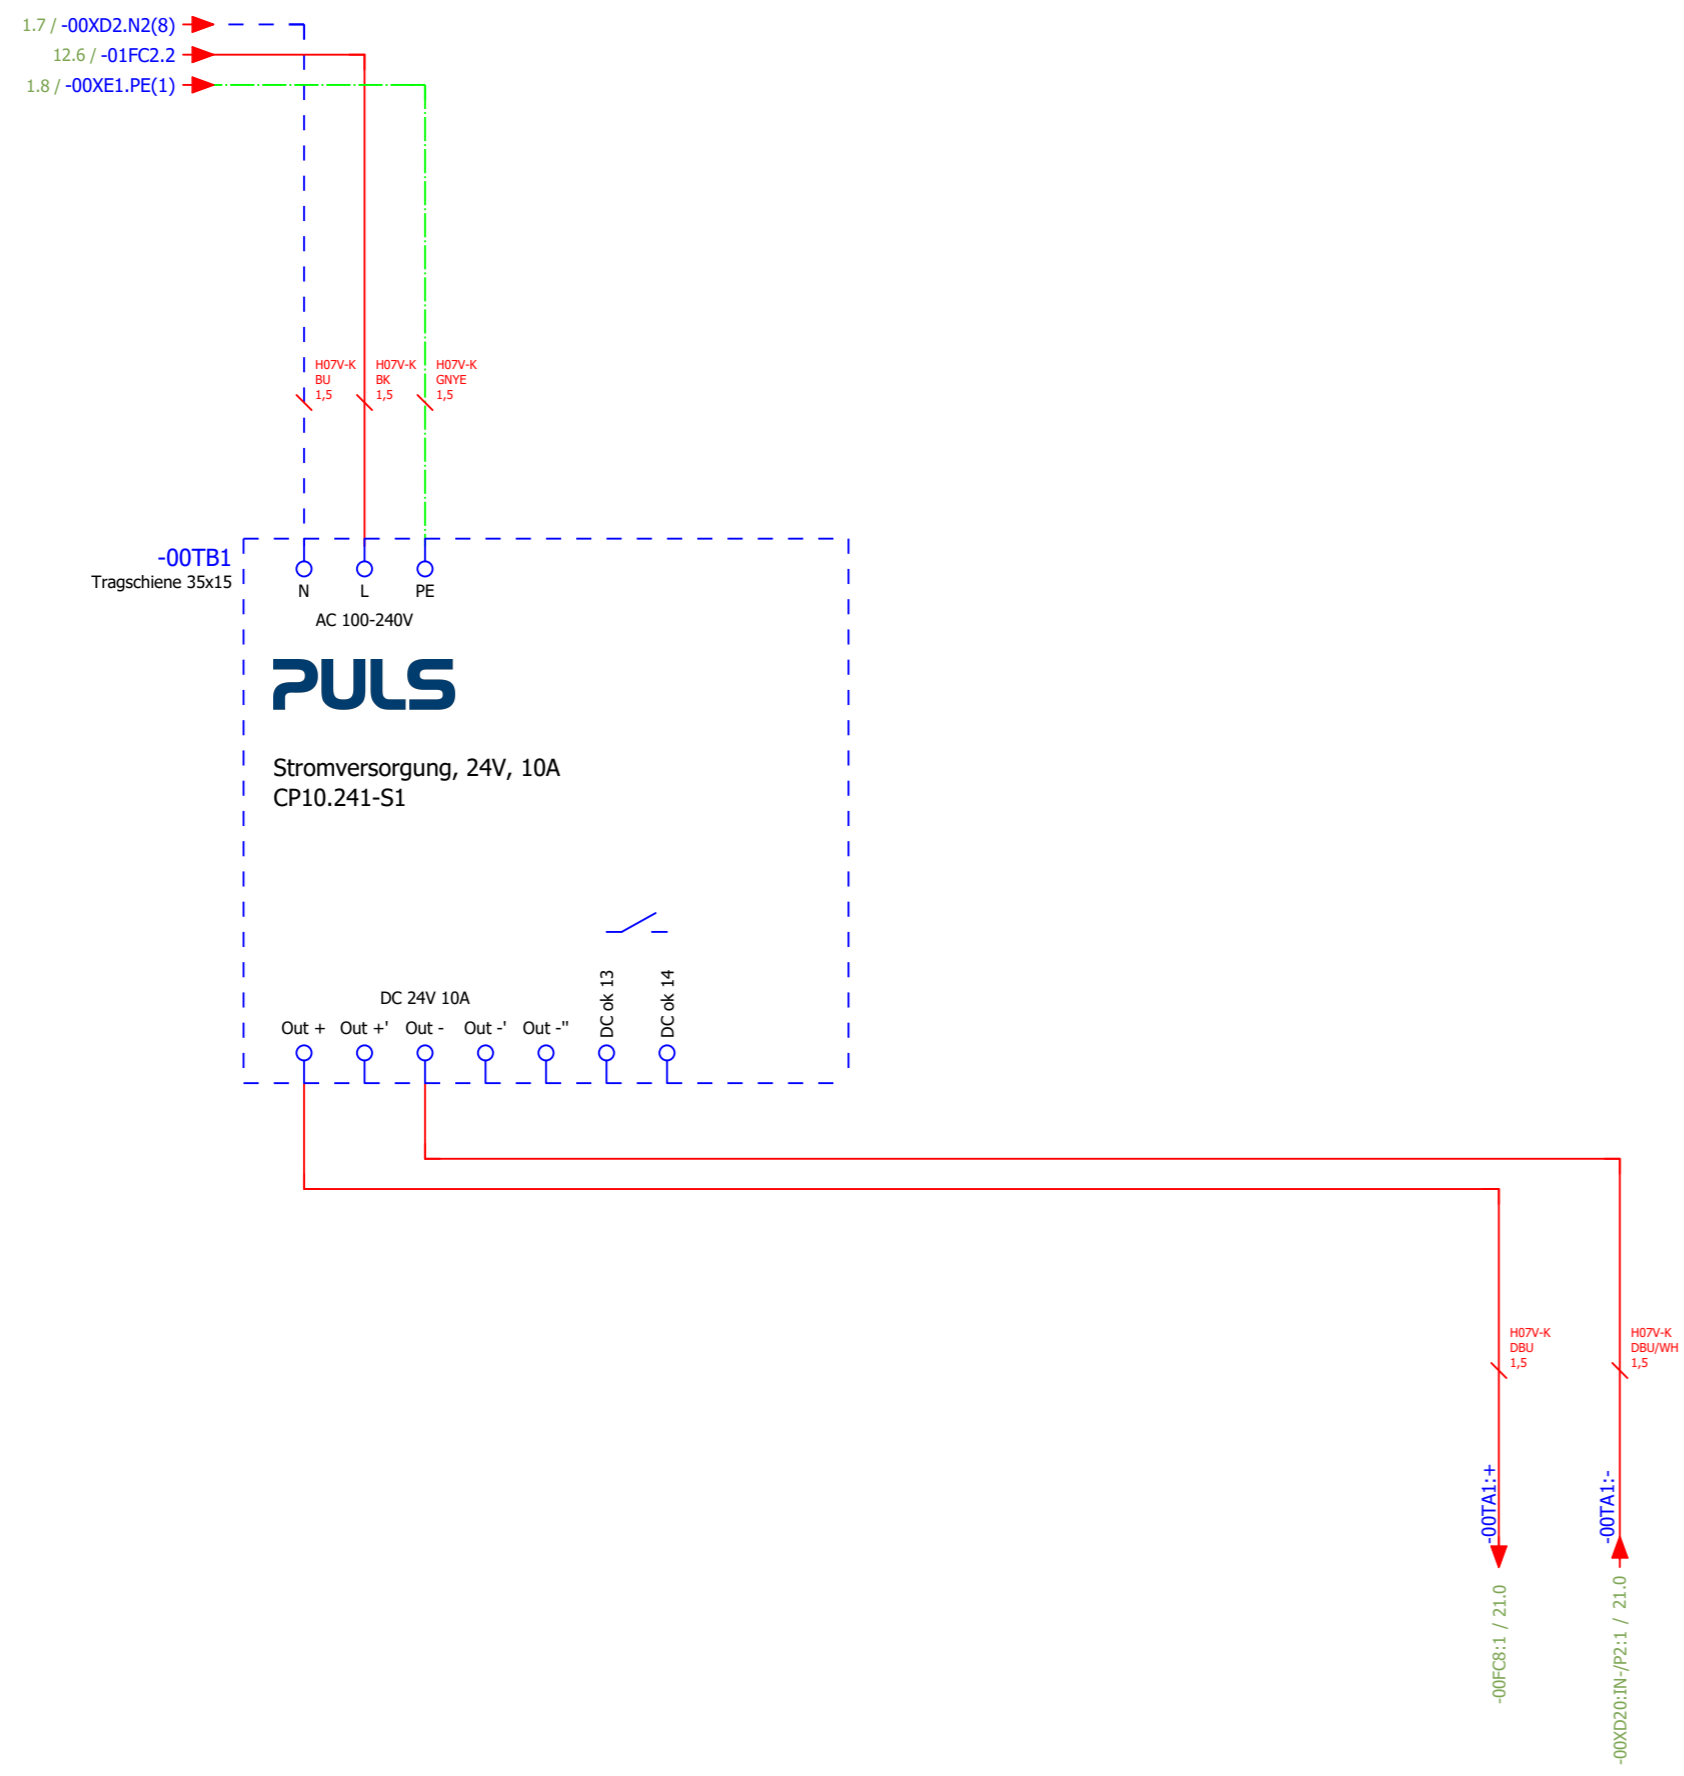 1.7 / -00XD2.N2(8)
12.6 / -01FC2.2
1.8 / -00XE1.PE(1)
H07V-K
BU
1,5
H07V-K
BK
1,5
H07V-K
GNYE
1,5
-00TB1
Tragschiene 35x15
N
L
PE
AC 100-240V
PULS
Stromversorgung, 24V, 10A
CP10.241-S1
DC 24V 10A
Out +
Out +'
Out -
Out -'
Out -"
DC ok 13
DC ok 14
H07V-K
DBU
1,5
H07V-K
DBU/WH
1,5
-00TA1:+
-00TA1:-
-00FC8:1 / 21.0
-00XD20:IN-/P2:1 / 21.0